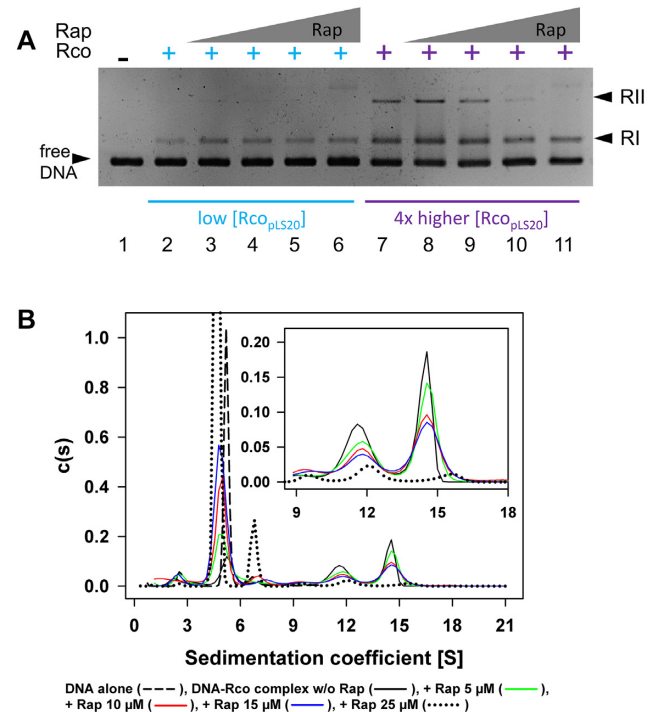 A
Rap
Rap
Rap
Rco
- + + + + + + + + + +
RII
RI
free
DNA
low [RcopLS20]
4x higher [RcopLS20]
1 2 3 4 5 6 7 8 9 10 11
B
c(s)
1.0
0.8
0.6
0.4
0.2
0.0
0.20
0.15
0.10
0.05
0.00
9 12 15 18
0 3 6 9 12 15 18 21
Sedimentation coefficient [S]
DNA alone ( – – – ), DNA-Rco complex w/o Rap ( —— ), + Rap 5 µM ( —— ),
+ Rap 10 µM ( —— ), + Rap 15 µM ( —— ), + Rap 25 µM ( •••••• )